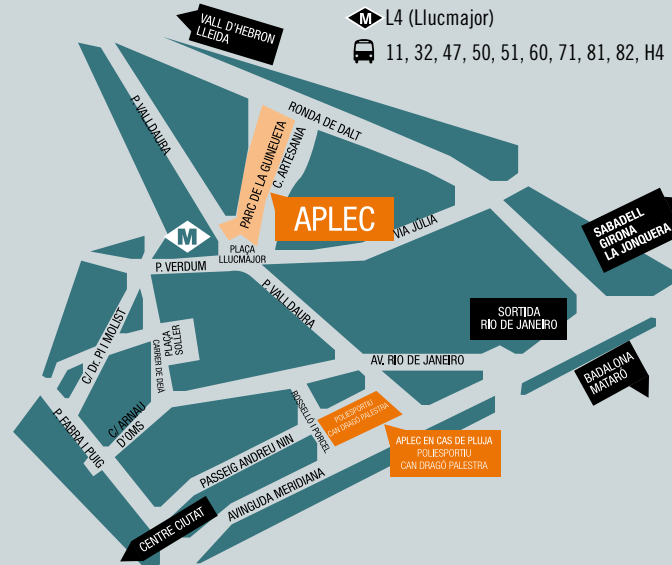 VALL D'HEBRON
LLEIDA
M L4 (Llucmajor)
11, 32, 47, 50, 51, 60, 71, 81, 82, H4
P. VALLDAURA
RONDA DE DALT
PARC DE LA GUINEUETA
C. ARTESANIA
APLEC
M
PLAÇA
LLUCMAJOR
VIA JÚLIA
SABADELL
GIRONA
LA JONQUERA
P. VERDUM
P. VALLDAURA
SORTIDA
RIO DE JANEIRO
C/ Dr. PI I MOLIST
PLAÇA
SOLLER
CARRER DE DEIÀ
AV. RIO DE JANEIRO
BADALONA
MATARÓ
C/ ARNAU
D'OMS
P. FABRA I PUIG
ROSSELLÓ I PORCEL
POLIESPORTIU
CAN DRAGÓ PALESTRA
APLEC EN CAS DE PLUJA
POLIESPORTIU
CAN DRAGÓ PALESTRA
PASSEIG ANDREU NIN
AVINGUDA MERIDIANA
CENTRE CIUTAT